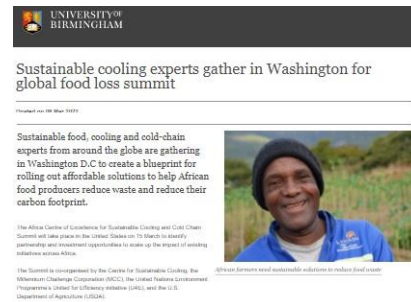 UNIVERSITY OF
BIRMINGHAM
Sustainable cooling experts gather in Washington for
global food loss summit
Sustainable food, cooling and cold-chain
experts from around the globe are gathering
in Washington D.C to create a blueprint for
rolling out affordable solutions to help African
food producers reduce waste and reduce their
carbon footprint.
The Africa Centre of Excellence for Sustainable Cooling and Cold Chain
Summit will take place in the United States on 15 March to identify
partnership and investment opportunities to scale up the impact of existing
initiatives across Africa.
The Summit is co-organised by the Centre for Sustainable Cooling, the
Millennium Challenge Corporation (MCC), the United Nations Environment
Programme's United for Efficiency initiative (U4E), and the U.S.
Department of Agriculture (USDA).
African farmers need sustainable solutions to reduce food waste